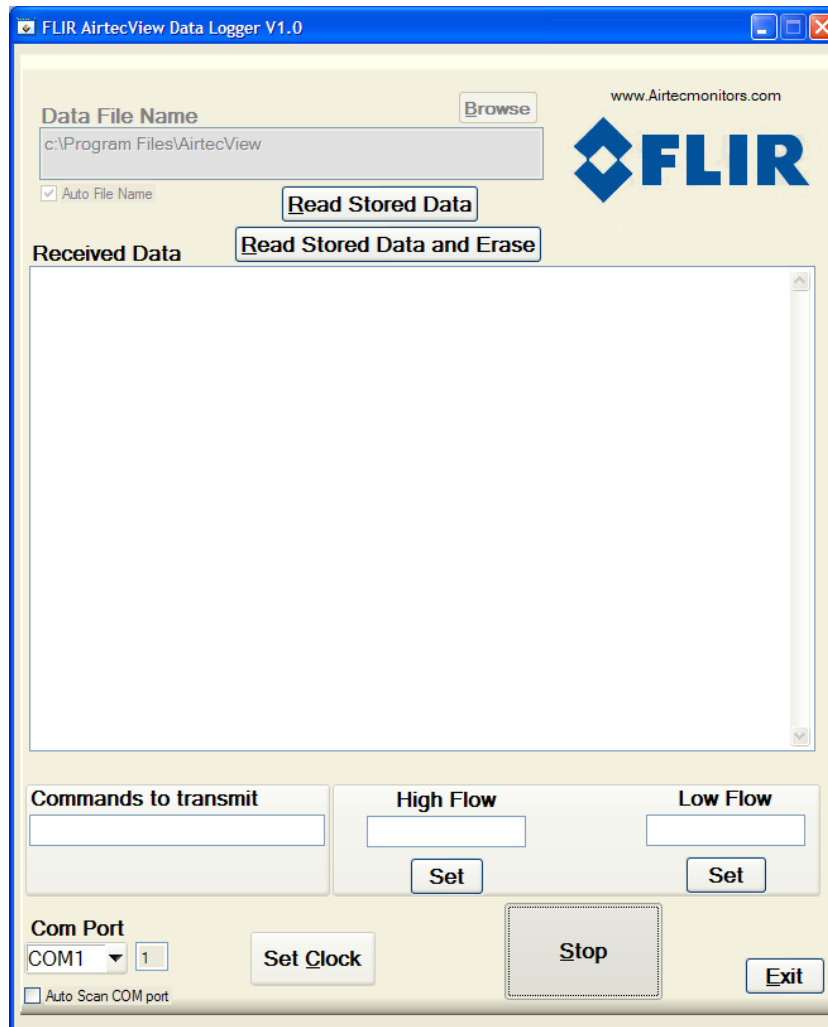 FLIR AirtecView Data Logger V1.0
www.Airtecmonitors.com
Data File Name
Browse
c:\Program Files\AirtecView
FLIR
Auto File Name
Read Stored Data
Read Stored Data and Erase
Received Data
Commands to transmit
High Flow
Low Flow
Set
Set
Com Port
COM1
1
Set Clock
Stop
Exit
Auto Scan COM port